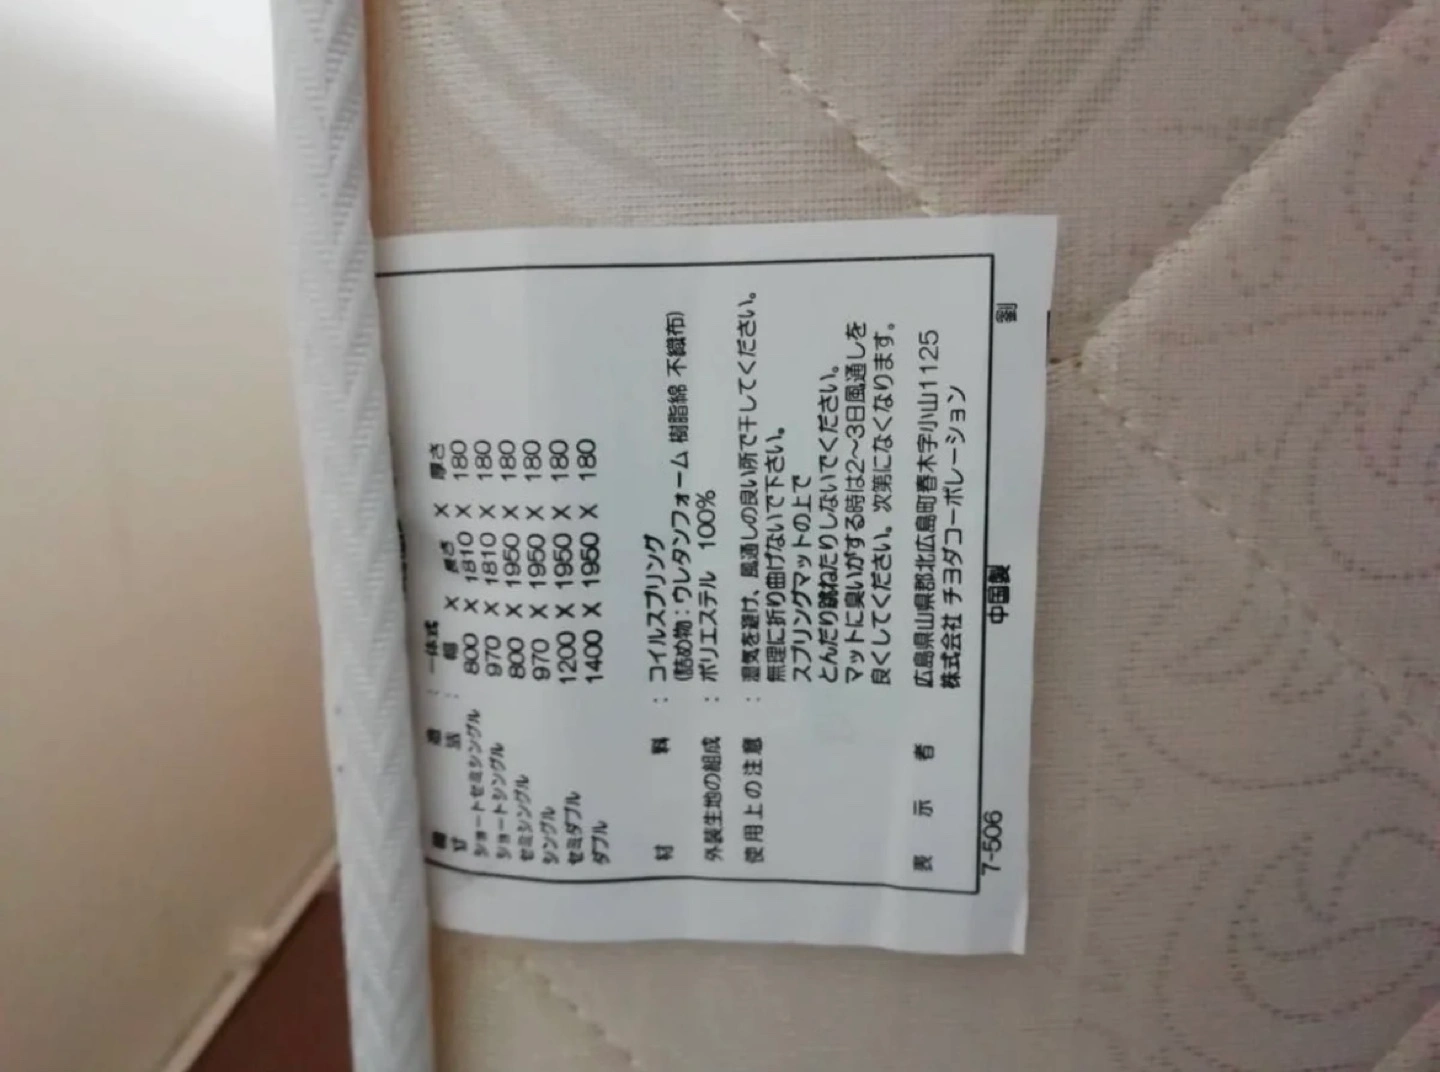 構造 : 一体式
寸法 : 幅 X 長さ X 厚さ
ショートセミシングル 800 X 1810 X 180
ショートシングル 970 X 1810 X 180
セミシングル 800 X 1950 X 180
シングル 970 X 1950 X 180
セミダブル 1200 X 1950 X 180
ダブル 1400 X 1950 X 180
材料 : コイルスプリング
(詰め物:ウレタンフォーム 樹脂綿 不織布)
外装生地の組成 : ポリエステル 100%
使用上の注意 : 湿気を避け、風通しの良い所で干してください。
無理に折り曲げないで下さい。
スプリングマットの上で
とんだり跳ねたりしないでください。
マットに臭いがする時は2〜3日風通しを
良くしてください。次第になくなります。
表示者 広島県山県郡北広島町春木字小山1125
株式会社 チヨダコーポレーション
7-506 中国製 劉